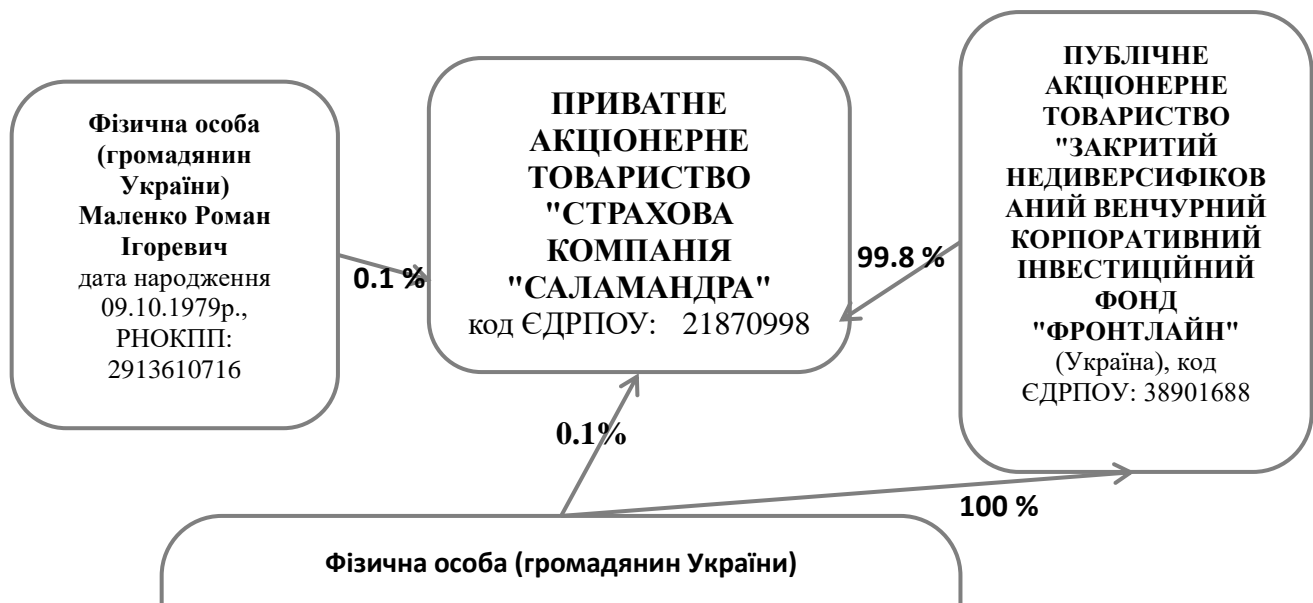 Фізична особа
(громадянин
України)
Маленко Роман
Ігоревич
дата народження
09.10.1979р.,
РНОКПП:
2913610716
0.1 %
ПРИВАТНЕ
АКЦІОНЕРНЕ
ТОВАРИСТВО
"СТРАХОВА
КОМПАНІЯ
"САЛАМАНДРА"
код ЄДРПОУ: 21870998
99.8 %
ПУБЛІЧНЕ
АКЦІОНЕРНЕ
ТОВАРИСТВО
"ЗАКРИТИЙ
НЕДИВЕРСИФІКОВ
АНИЙ ВЕНЧУРНИЙ
КОРПОРАТИВНИЙ
ІНВЕСТИЦІЙНИЙ
ФОНД
"ФРОНТЛАЙН"
(Україна), код
ЄДРПОУ: 38901688
0.1%
100 %
Фізична особа (громадянин України)